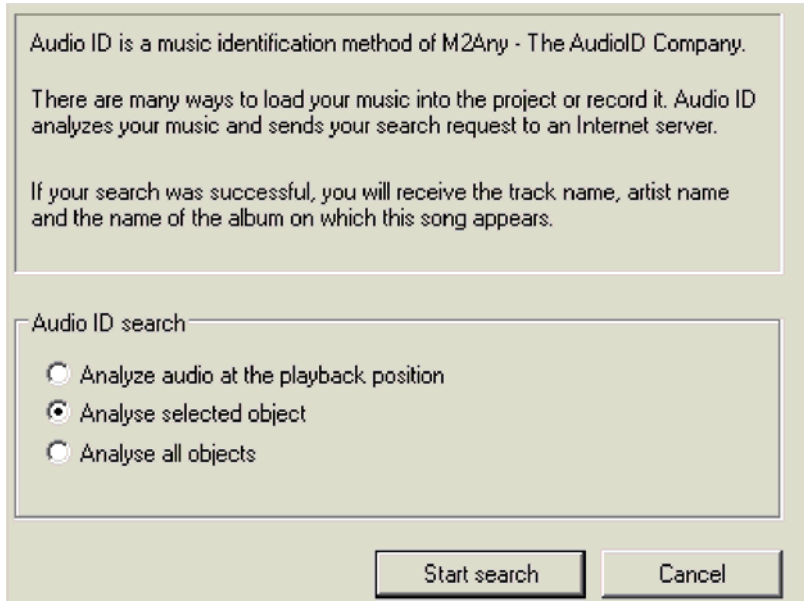 Audio ID is a music identification method of M2Any - The AudioID Company.
There are many ways to load your music into the project or record it. Audio ID
analyzes your music and sends your search request to an Internet server.
If your search was successful, you will receive the track name, artist name
and the name of the album on which this song appears.
Audio ID search
Analyze audio at the playback position
Analyse selected object
Analyse all objects
Start search
Cancel